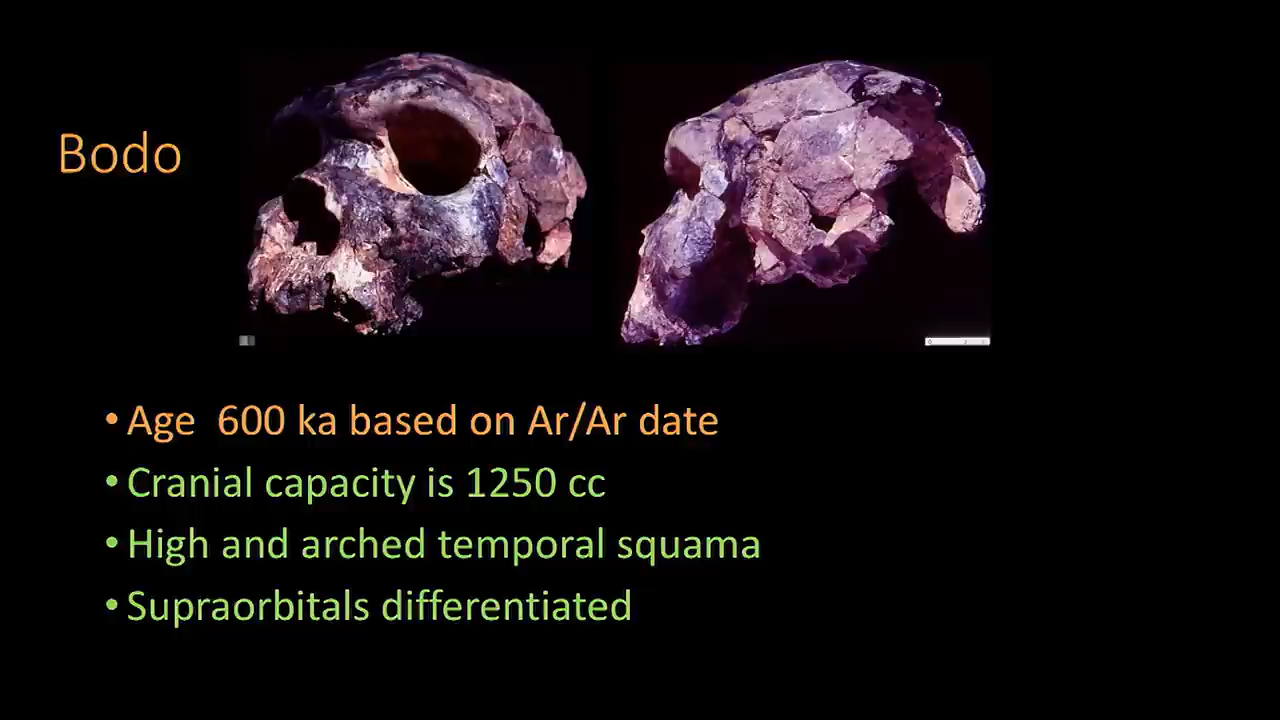 Bodo
• Age  600 ka based on Ar/Ar date
• Cranial capacity is 1250 cc
• High and arched temporal squama
• Supraorbitals differentiated